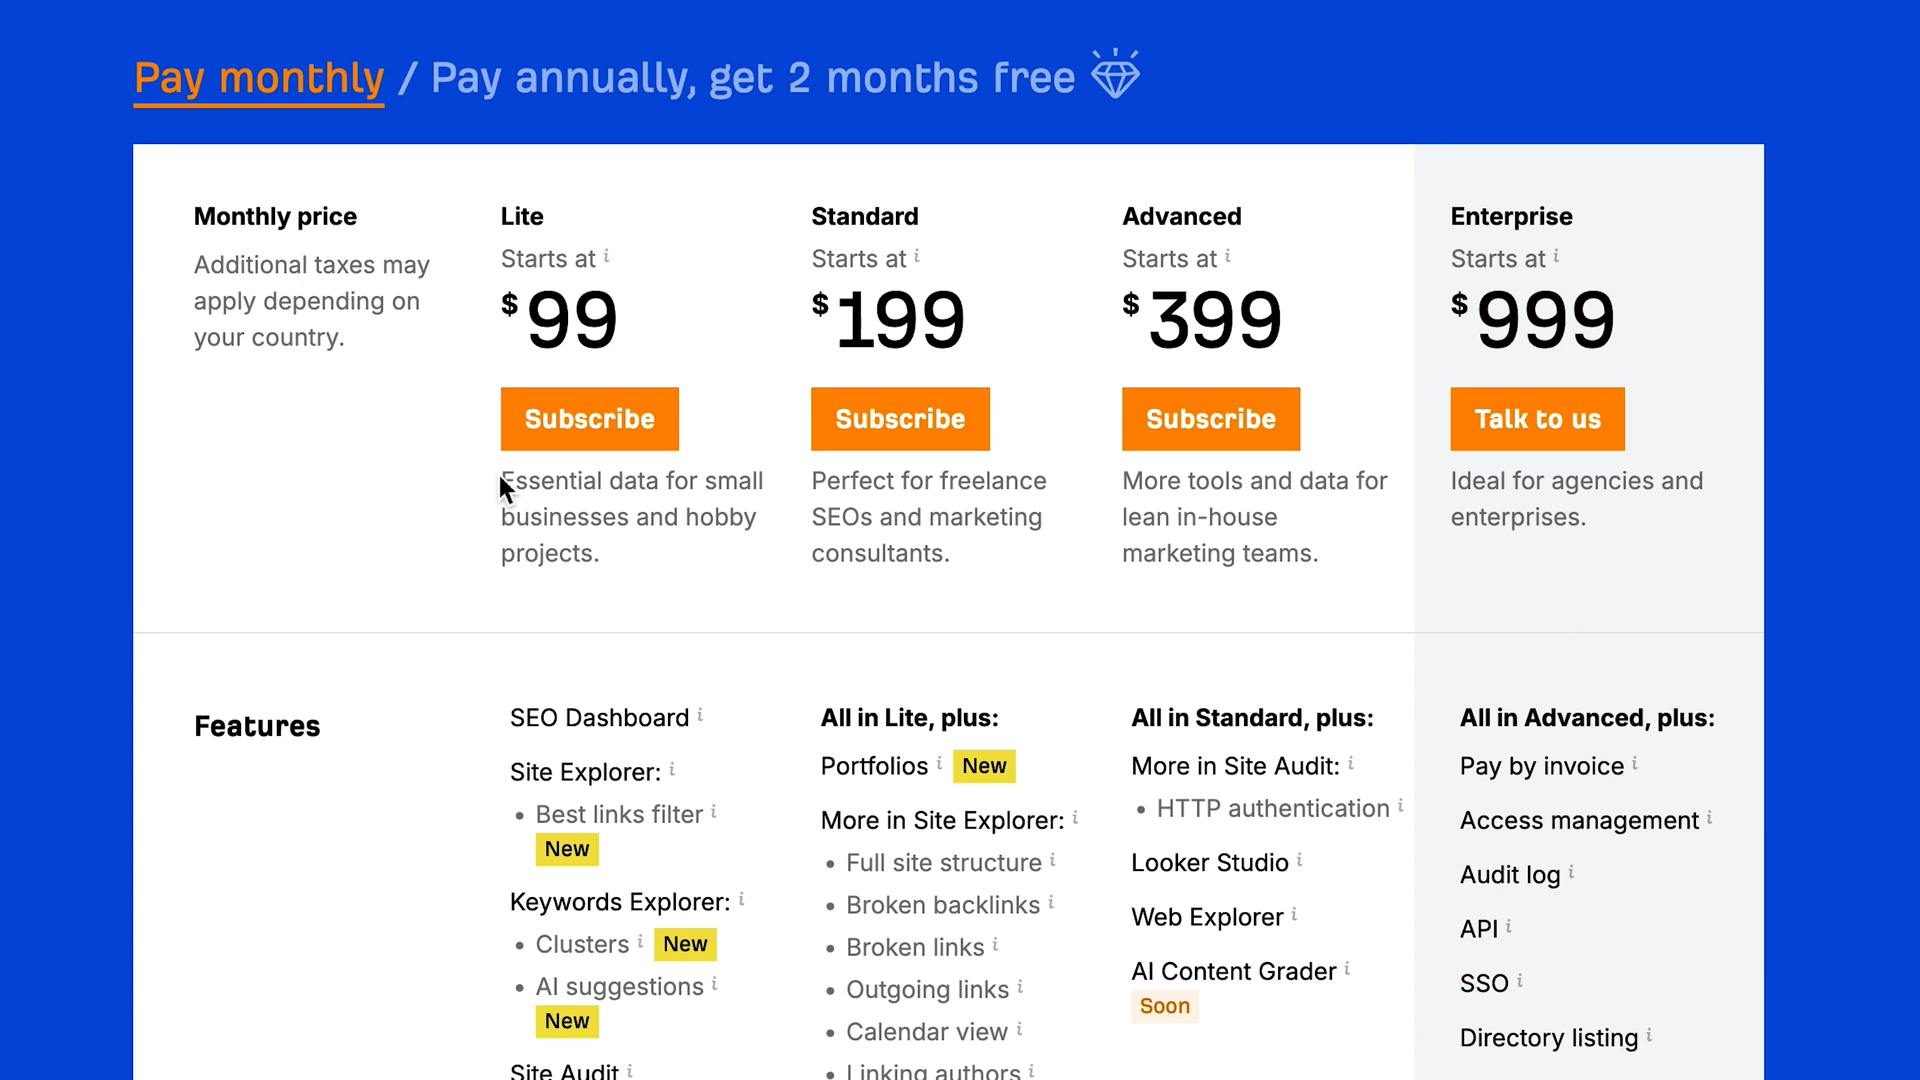 Pay monthly / Pay annually, get 2 months free
Monthly price
Additional taxes may
apply depending on
your country.
Lite
Starts at i
$99
Subscribe
Essential data for small
businesses and hobby
projects.
Standard
Starts at i
$199
Subscribe
Perfect for freelance
SEOs and marketing
consultants.
Advanced
Starts at i
$399
Subscribe
More tools and data for
lean in-house
marketing teams.
Enterprise
Starts at i
$999
Talk to us
Ideal for agencies and
enterprises.
Features
SEO Dashboard i
Site Explorer: i
• Best links filter i
New
Keywords Explorer: i
• Clusters i New
• AI suggestions i
New
Site Audit i
All in Lite, plus:
Portfolios i New
More in Site Explorer: i
• Full site structure i
• Broken backlinks i
• Broken links i
• Outgoing links i
• Calendar view i
• Linking authors i
All in Standard, plus:
More in Site Audit: i
• HTTP authentication i
Looker Studio i
Web Explorer i
AI Content Grader i
Soon
All in Advanced, plus:
Pay by invoice i
Access management i
Audit log i
API i
SSO i
Directory listing i